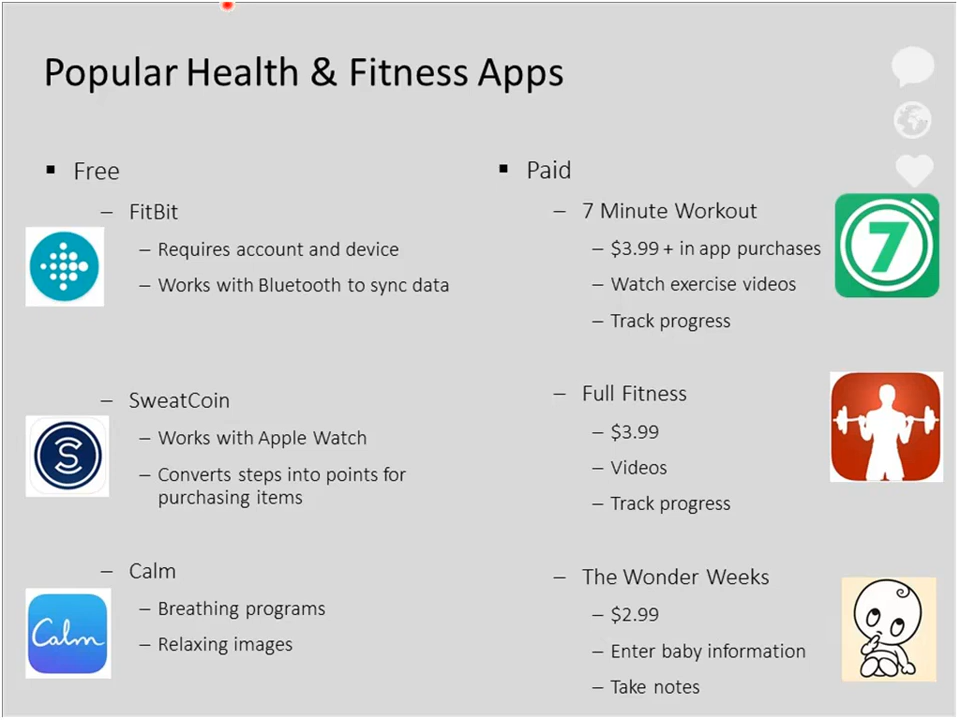 Popular Health & Fitness Apps
▪ Free
– FitBit
– Requires account and device
– Works with Bluetooth to sync data
– SweatCoin
– Works with Apple Watch
– Converts steps into points for
purchasing items
S
– Calm
– Breathing programs
– Relaxing images
Calm
▪ Paid
– 7 Minute Workout
– $3.99 + in app purchases
– Watch exercise videos
– Track progress
7
– Full Fitness
– $3.99
– Videos
– Track progress
– The Wonder Weeks
– $2.99
– Enter baby information
– Take notes